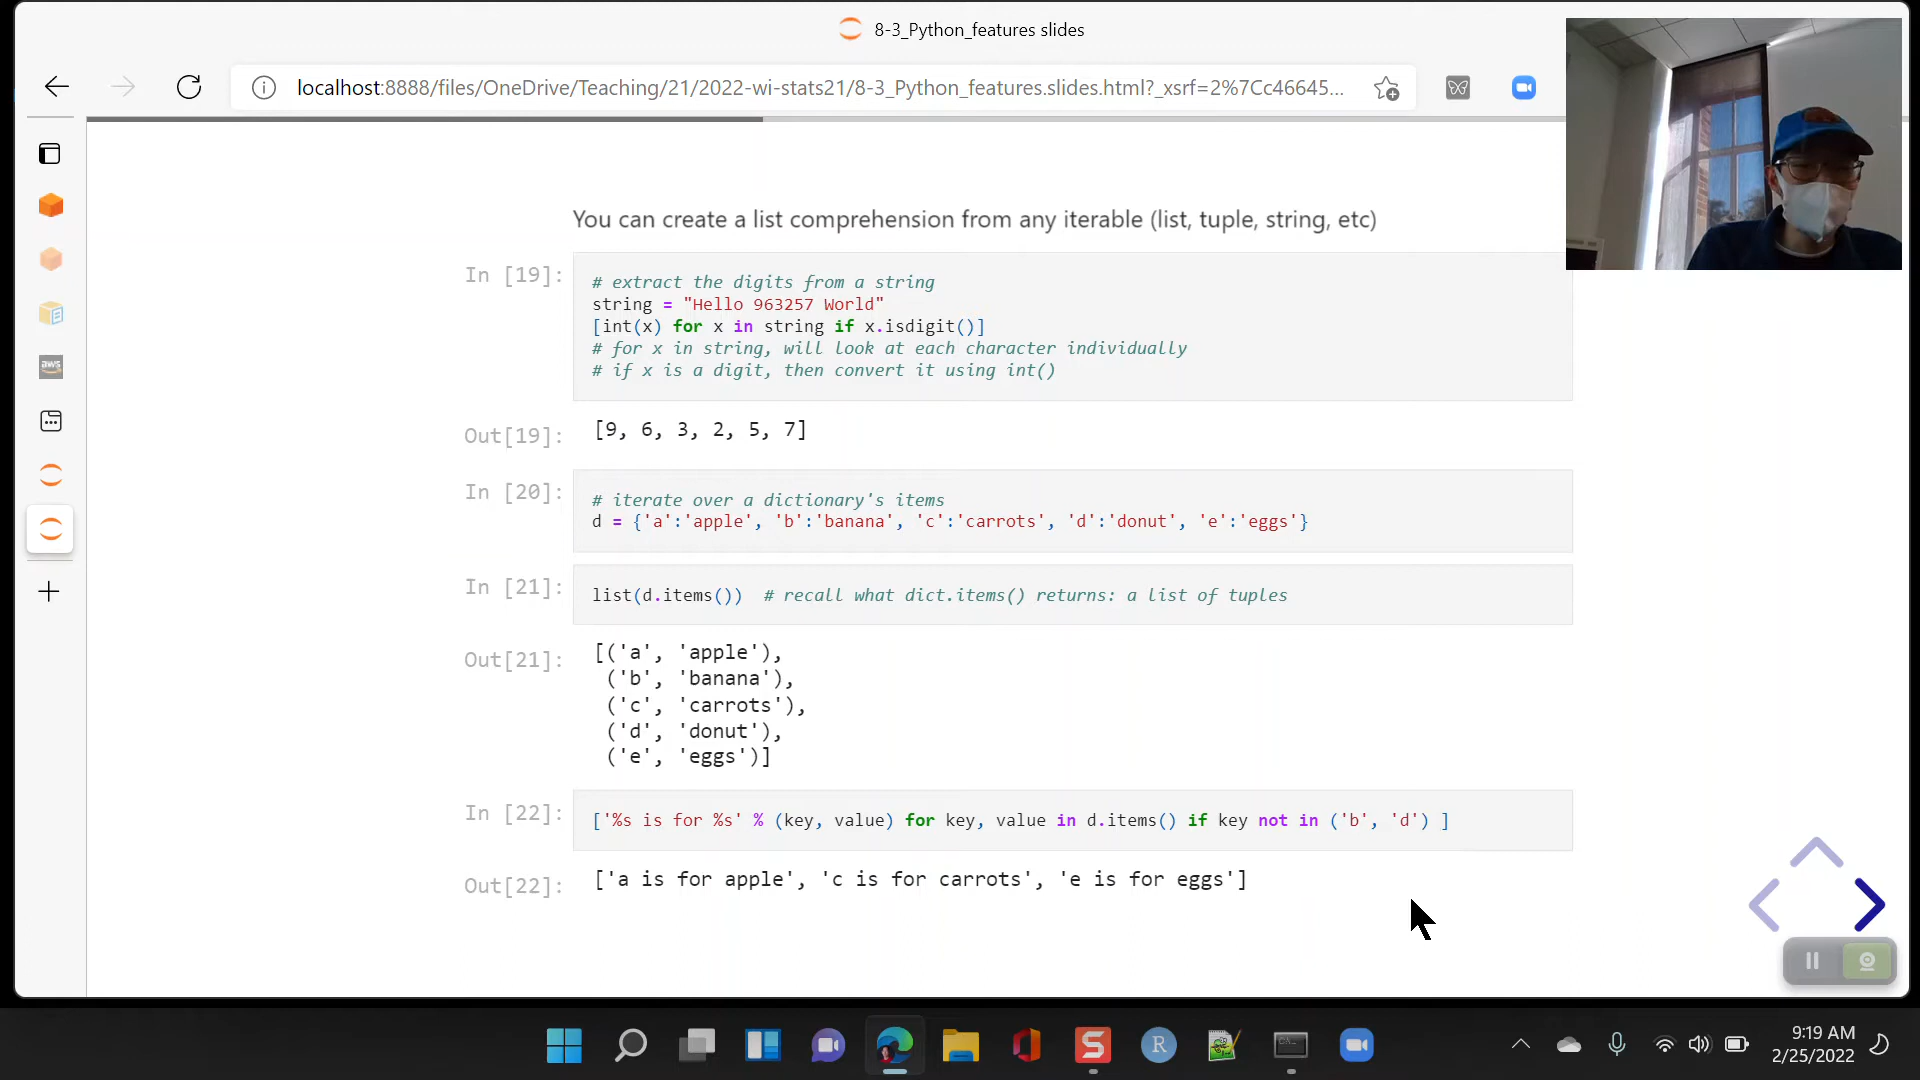 8-3_Python_features slides
localhost:8888/files/OneDrive/Teaching/21/2022-wi-stats21/8-3_Python_features.slides.html?_xsrf=2%7Cc46645...
aws
You can create a list comprehension from any iterable (list, tuple, string, etc)
In [19]:
# extract the digits from a string
string = "Hello 963257 World"
[int(x) for x in string if x.isdigit()]
# for x in string, will look at each character individually
# if x is a digit, then convert it using int()
Out[19]:
[9, 6, 3, 2, 5, 7]
In [20]:
# iterate over a dictionary's items
d = {'a':'apple', 'b':'banana', 'c':'carrots', 'd':'donut', 'e':'eggs'}
In [21]:
list(d.items())  # recall what dict.items() returns: a list of tuples
Out[21]:
[('a', 'apple'),
('b', 'banana'),
('c', 'carrots'),
('d', 'donut'),
('e', 'eggs')]
In [22]:
['%s is for %s' % (key, value) for key, value in d.items() if key not in ('b', 'd') ]
Out[22]:
['a is for apple', 'c is for carrots', 'e is for eggs']
S
R
9:19 AM
2/25/2022